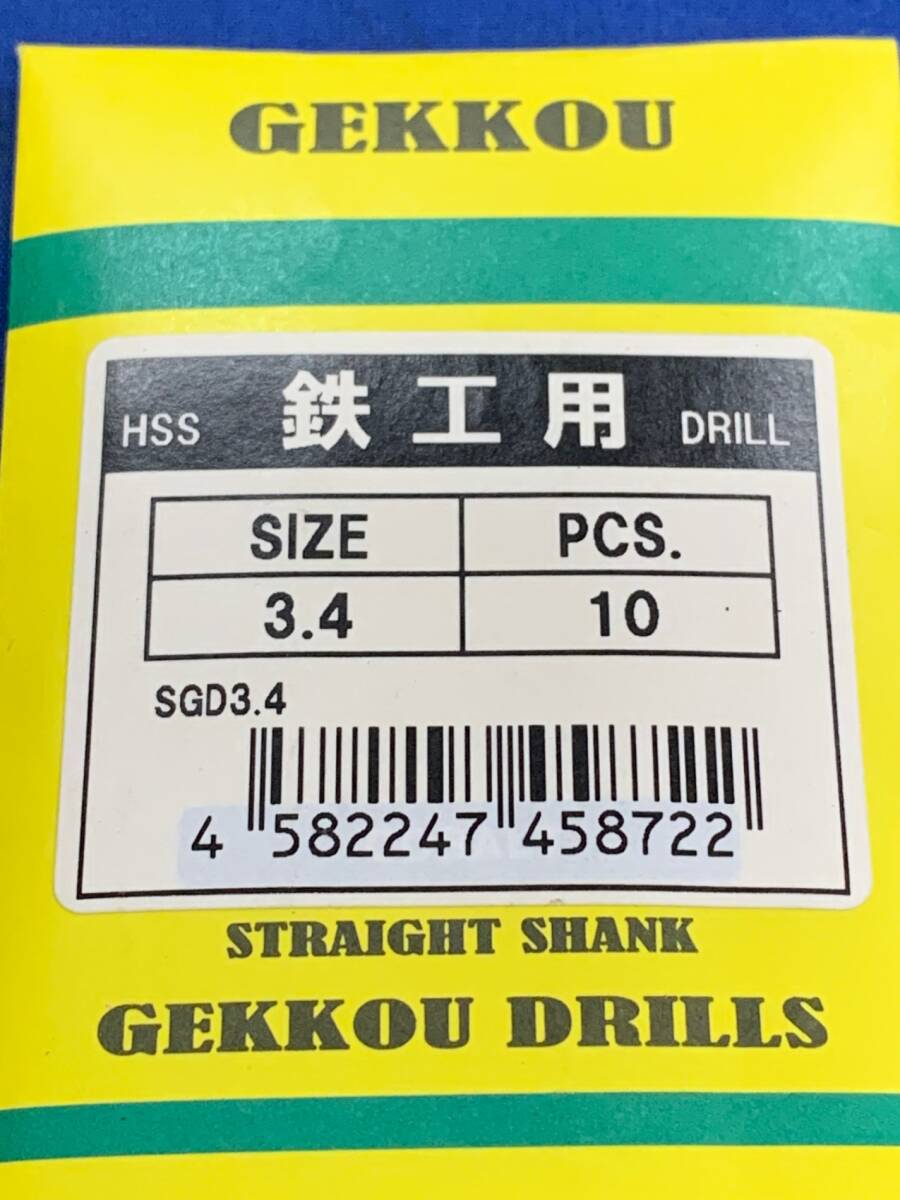 GEKKOU
HSS 鉄工用 DRILL
SIZE PCS.
3.4 10
SGD3.4
4 582247 458722
STRAIGHT SHANK
GEKKOU DRILLS